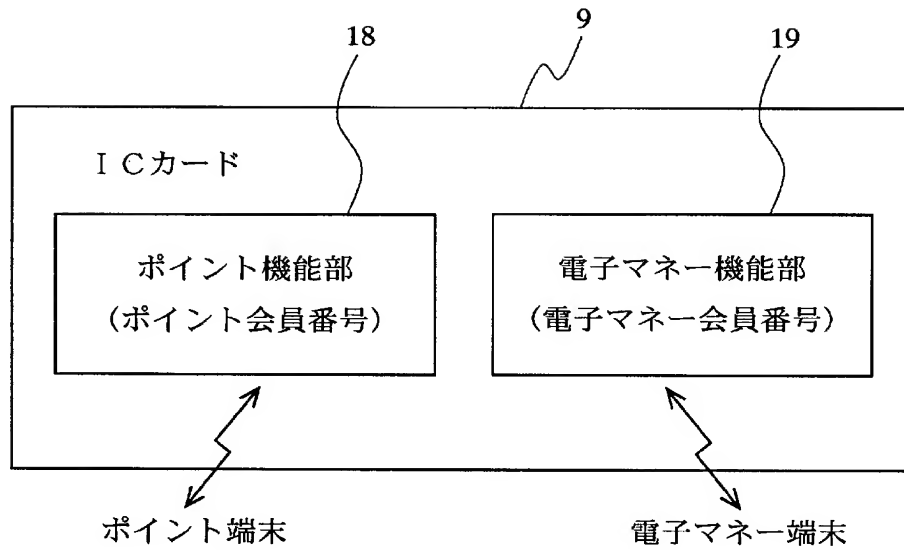 9
18
19
ＩＣカード
ポイント機能部
（ポイント会員番号）
電子マネー機能部
（電子マネー会員番号）
ポイント端末
電子マネー端末